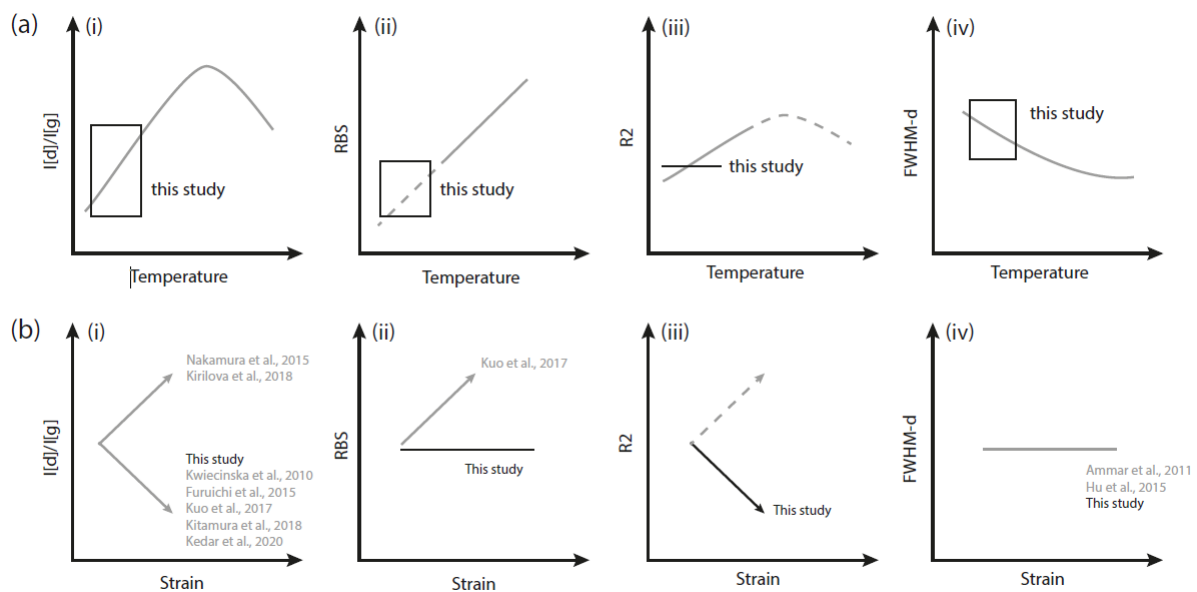 (a)
(i)
I[d]/I[g]
this study
Temperature
(ii)
RBS
this study
Temperature
(iii)
R2
this study
Temperature
(iv)
FWHM-d
this study
Temperature
(b)
(i)
I[d]/I[g]
Nakamura et al., 2015
Kirilova et al., 2018
This study
Kwiecinska et al., 2010
Furuichi et al., 2015
Kuo et al., 2017
Kitamura et al., 2018
Kedar et al., 2020
Strain
(ii)
RBS
Kuo et al., 2017
This study
Strain
(iii)
R2
This study
Strain
(iv)
FWHM-d
Ammar et al., 2011
Hu et al., 2015
This study
Strain